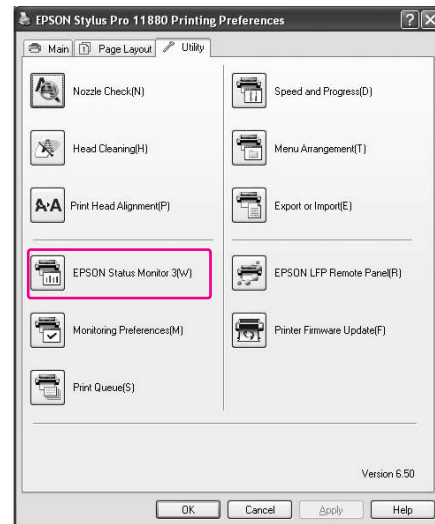 EPSON Stylus Pro 11880 Printing Preferences
Main Page Layout Utility
Nozzle Check(N)
Speed and Progress(D)
Head Cleaning(H)
Menu Arrangement(T)
Print Head Alignment(P)
Export or Import(E)
EPSON Status Monitor 3(W)
EPSON LFP Remote Panel(R)
Monitoring Preferences(M)
Printer Firmware Update(F)
Print Queue(S)
Version 6.50
OK Cancel Apply Help